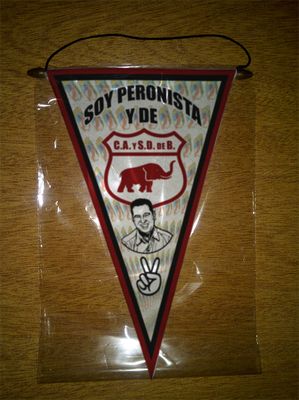 SOY PERONISTA
Y DE
C.A. Y S.D. DE B.